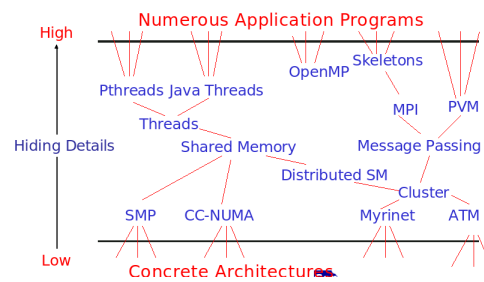 Numerous Application Programs
High
Skeletons
OpenMP
Pthreads Java Threads
MPI
PVM
Threads
Hiding Details
Shared Memory
Message Passing
Distributed SM
Cluster
SMP
CC-NUMA
Myrinet
ATM
Low
Concrete Architectures